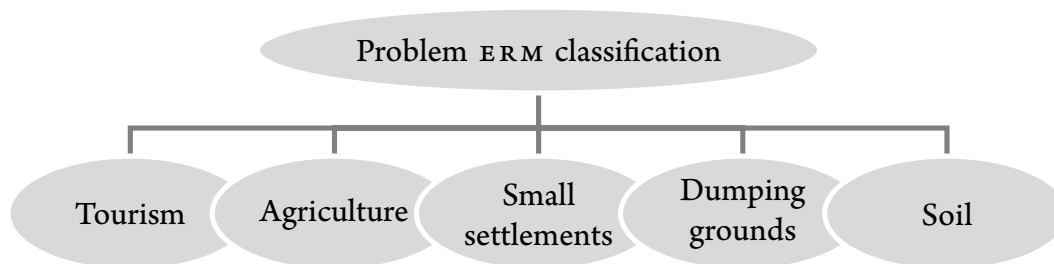 Problem ERM classification
Tourism
Agriculture
Small
settlements
Dumping
grounds
Soil